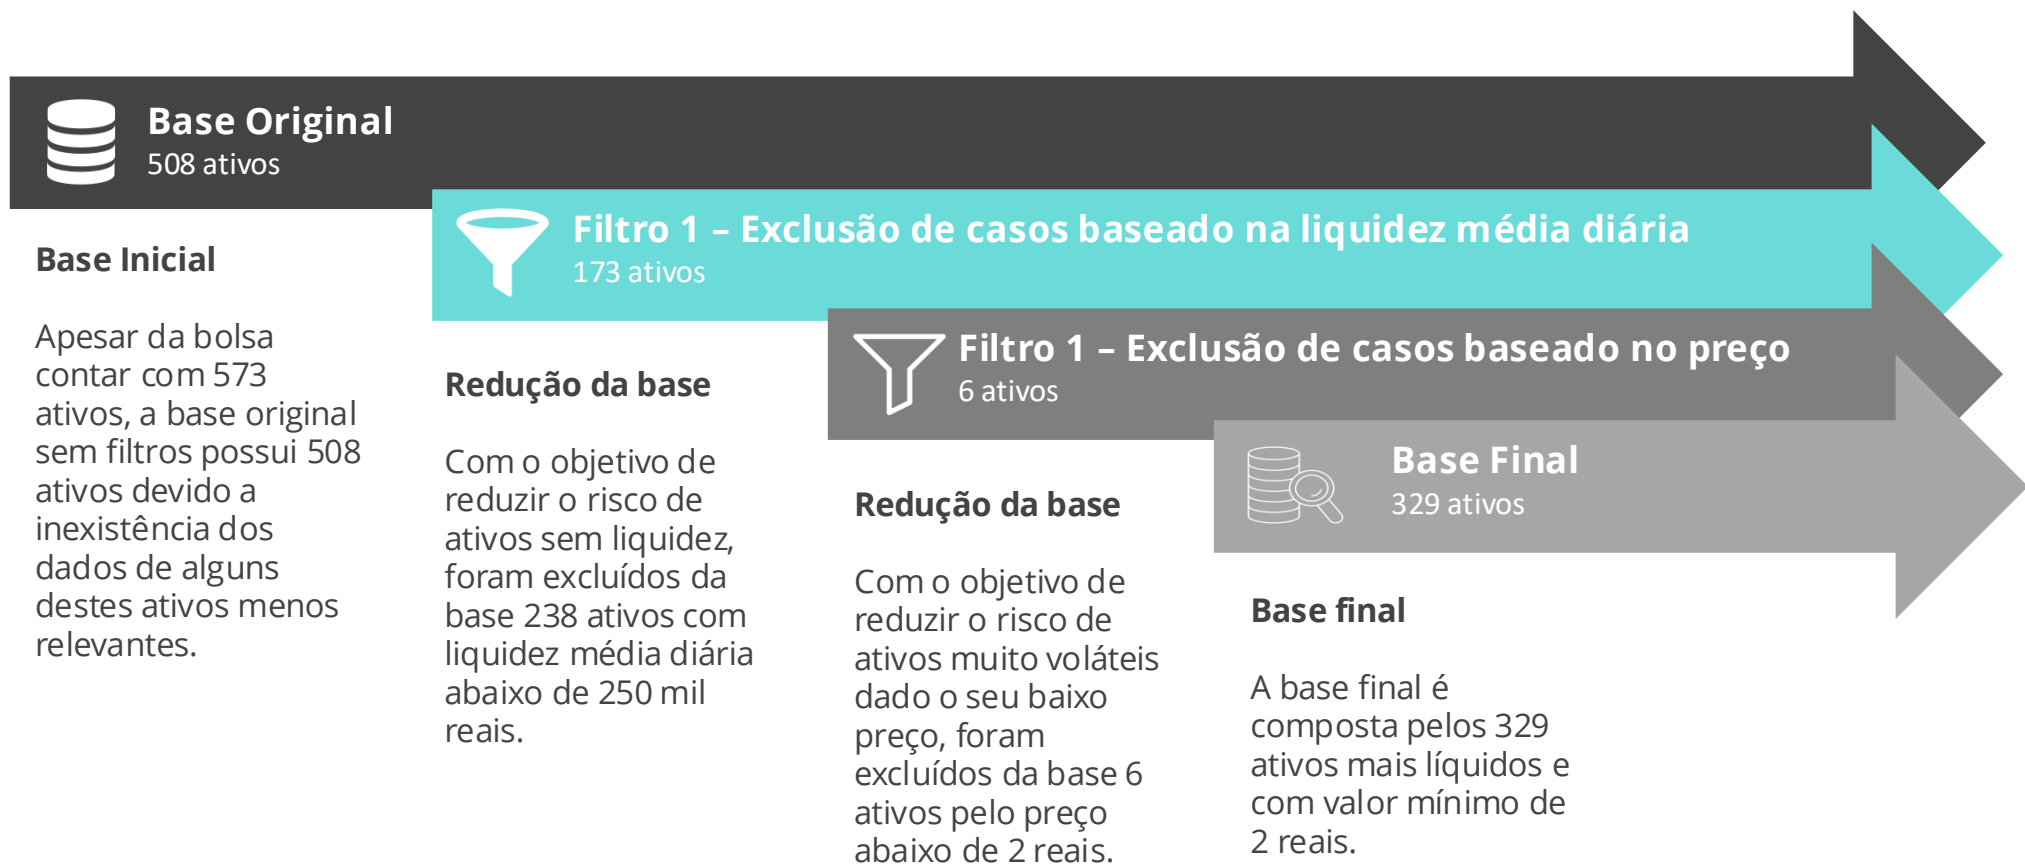 Base Original
508 ativos
Base Inicial
Apesar da bolsa
contar com 573
ativos, a base original
sem filtros possui 508
ativos devido a
inexistência dos
dados de alguns
destes ativos menos
relevantes.
Filtro 1 – Exclusão de casos baseado na liquidez média diária
173 ativos
Redução da base
Com o objetivo de
reduzir o risco de
ativos sem liquidez,
foram excluídos da
base 238 ativos com
liquidez média diária
abaixo de 250 mil
reais.
Filtro 1 – Exclusão de casos baseado no preço
6 ativos
Redução da base
Com o objetivo de
reduzir o risco de
ativos muito voláteis
dado o seu baixo
preço, foram
excluídos da base 6
ativos pelo preço
abaixo de 2 reais.
Base Final
329 ativos
Base final
A base final é
composta pelos 329
ativos mais líquidos e
com valor mínimo de
2 reais.